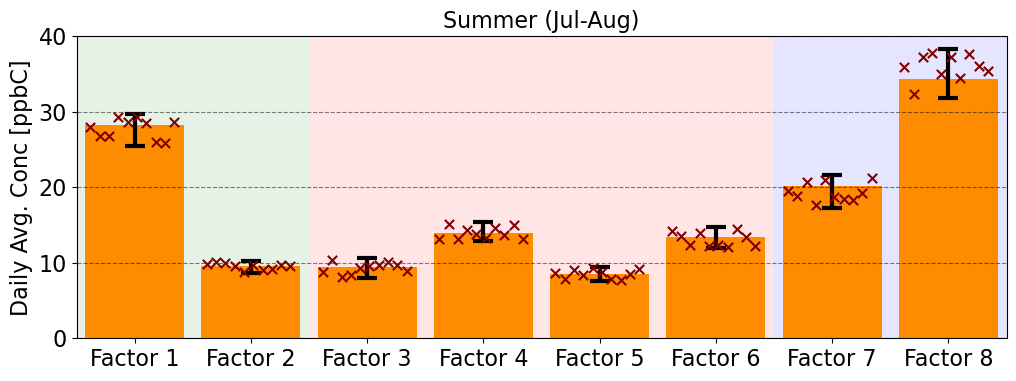 Summer (Jul-Aug)
Daily Avg. Conc [ppbC]
40
30
20
10
0
Factor 1 Factor 2 Factor 3 Factor 4 Factor 5 Factor 6 Factor 7 Factor 8